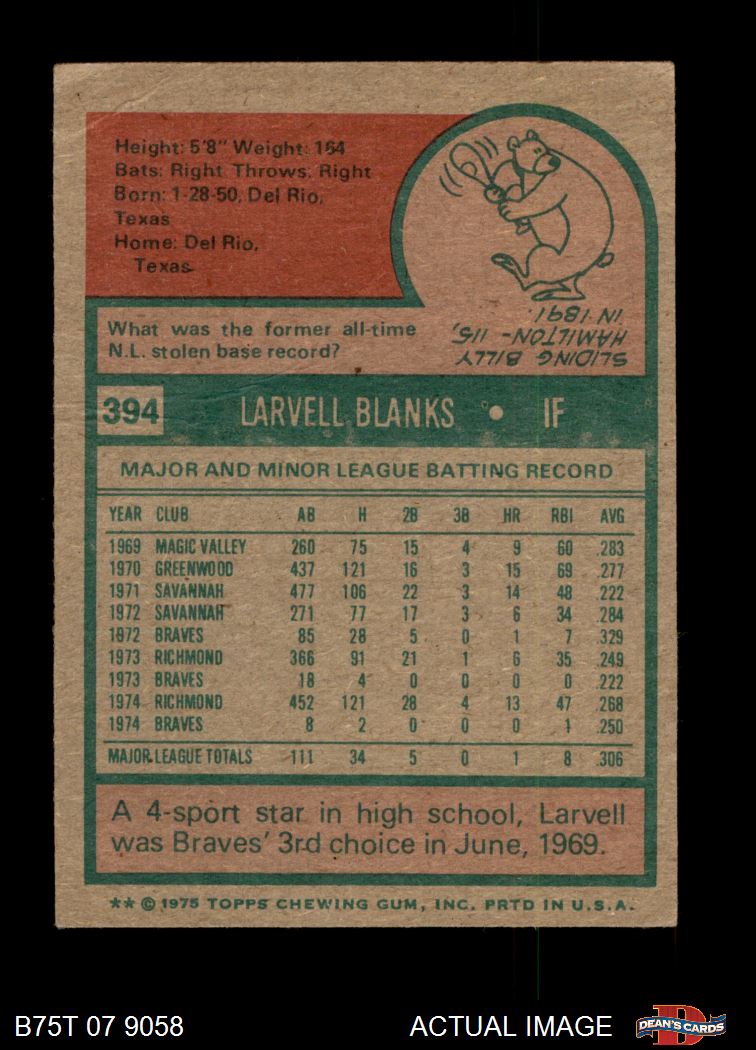 Height: 5'8" Weight: 164
Bats: Right Throws: Right
Born: 1-28-50, Del Rio,
Texas
Home: Del Rio,
Texas
What was the former all-time
N.L. stolen base record?
SLIDING BILLY
HAMILTON - 115,
IN 1891.
394 LARVELL BLANKS • IF
MAJOR AND MINOR LEAGUE BATTING RECORD
YEAR CLUB AB H 2B 3B HR RBI AVG
1969 MAGIC VALLEY 260 75 15 4 9 60 .283
1970 GREENWOOD 437 121 16 3 15 69 .277
1971 SAVANNAH 477 106 22 3 14 48 .222
1972 SAVANNAH 271 77 17 3 6 34 .284
1972 BRAVES 85 28 5 0 1 7 .329
1973 RICHMOND 366 91 21 1 6 35 .249
1973 BRAVES 18 4 0 0 0 0 .222
1974 RICHMOND 452 121 28 4 13 47 .268
1974 BRAVES 8 2 0 0 0 1 .250
MAJOR LEAGUE TOTALS 111 34 5 0 1 8 .306
A 4-sport star in high school, Larvell
was Braves' 3rd choice in June, 1969.
** © 1975 TOPPS CHEWING GUM, INC. PRTD IN U.S.A.
B75T 07 9058 ACTUAL IMAGE D DEAN'S CARDS